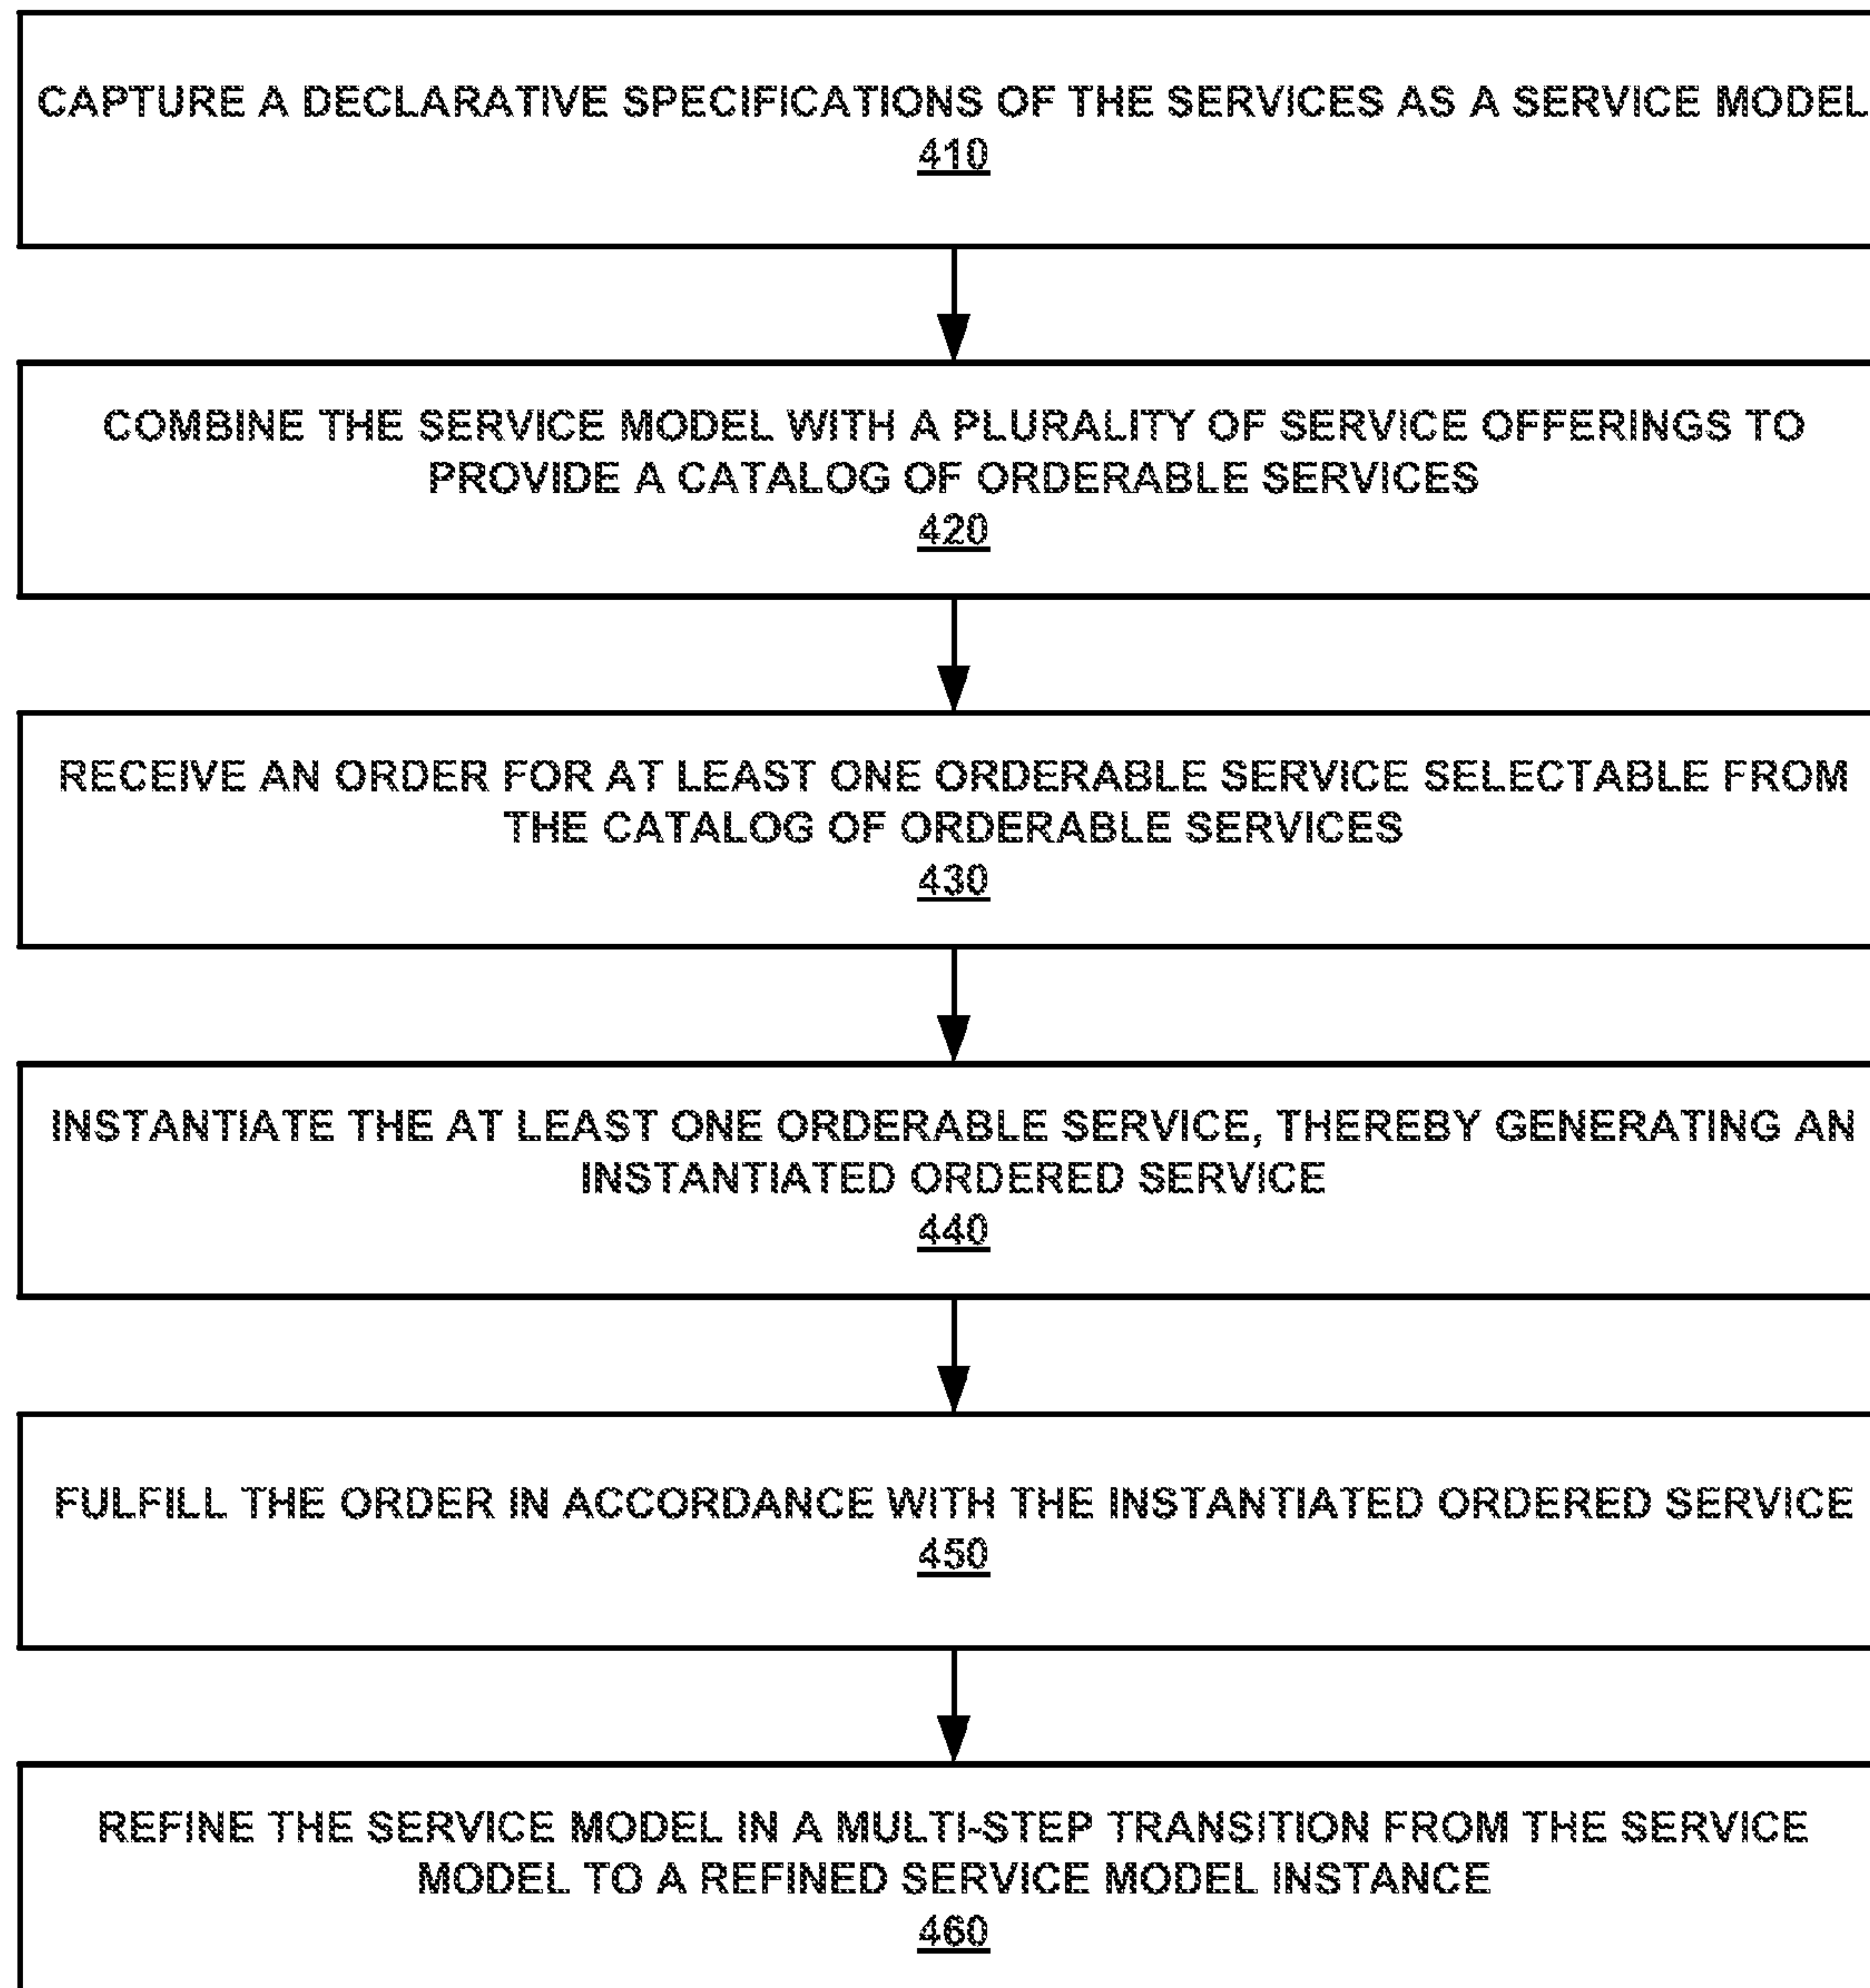 CAPTURE A DECLARATIVE SPECIFICATIONS OF THE SERVICES AS A SERVICE MODEL
410
COMBINE THE SERVICE MODEL WITH A PLURALITY OF SERVICE OFFERINGS TO
PROVIDE A CATALOG OF ORDERABLE SERVICES
420
RECEIVE AN ORDER FOR AT LEAST ONE ORDERABLE SERVICE SELECTABLE FROM
THE CATALOG OF ORDERABLE SERVICES
430
INSTANTIATE THE AT LEAST ONE ORDERABLE SERVICE, THEREBY GENERATING AN
INSTANTIATED ORDERED SERVICE
440
FULFILL THE ORDER IN ACCORDANCE WITH THE INSTANTIATED ORDERED SERVICE
450
REFINE THE SERVICE MODEL IN A MULTI-STEP TRANSITION FROM THE SERVICE
MODEL TO A REFINED SERVICE MODEL INSTANCE
460